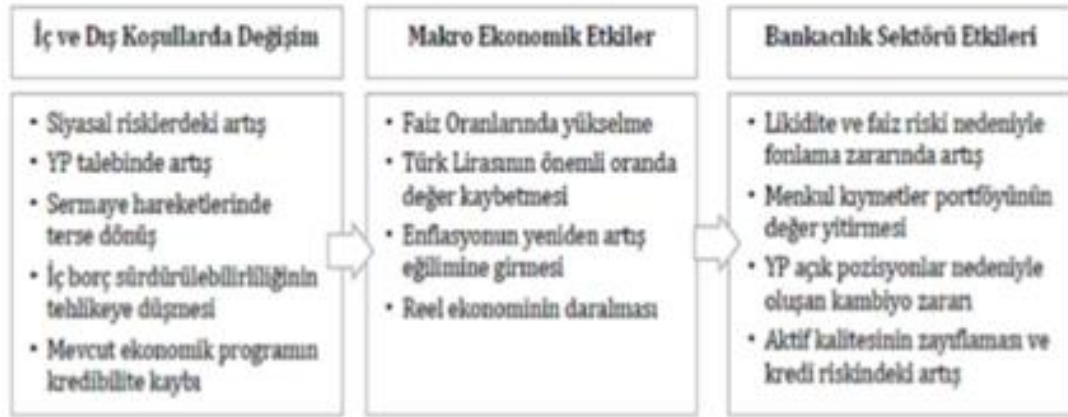 İç ve Dış Koşullarda Değişim
• Siyasal risklerdeki artış
• YP talebinde artış
• Sermaye hareketlerinde
terse dönüş
• İç borç sürdürülebilirliliğinin
tehlikeye düşmesi
• Mevcut ekonomik programın
kredibilite kaybı
Makro Ekonomik Etkiler
• Faiz Oranlarında yükselme
• Türk Lirasının önemli oranda
değer kaybetmesi
• Enflasyonun yeniden artış
eğilimine girmesi
• Reel ekonominin daralması
Bankacılık Sektörü Etkileri
• Likidite ve faiz riski nedeniyle
fonlama zararında artış
• Menkul kıymetler portföyünün
değer yitirmesi
• YP açık pozisyonlar nedeniyle
oluşan kambiyo zararı
• Aktif kalitesinin zayıflaması ve
kredi riskindeki artış